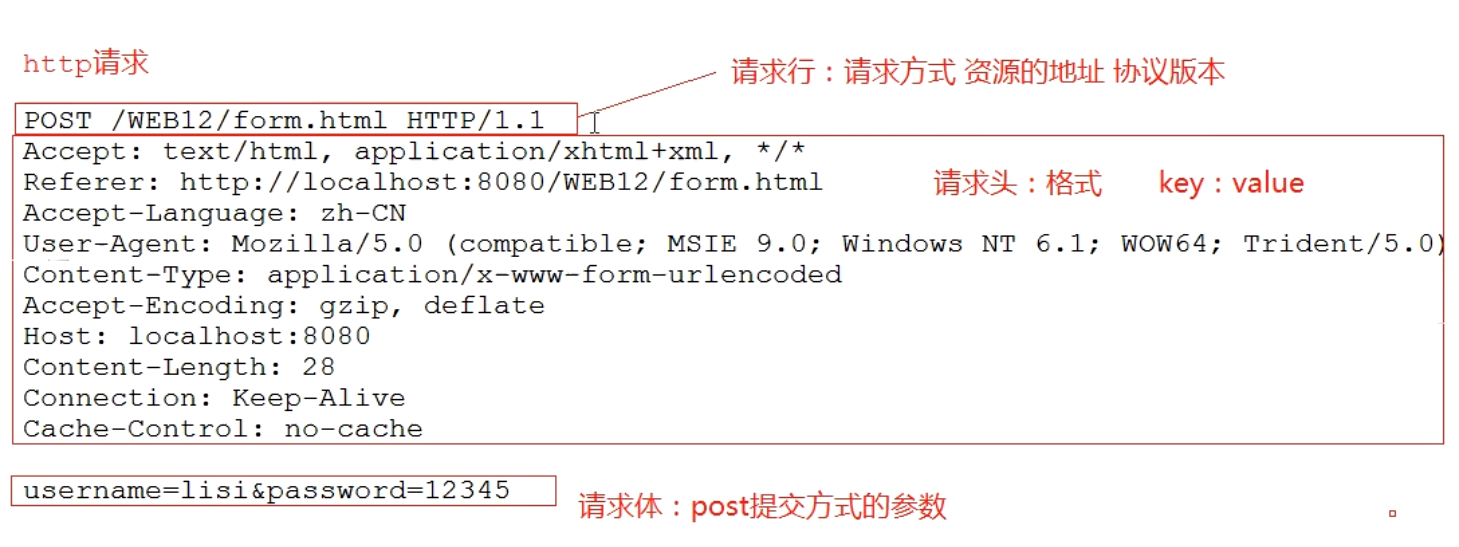 http请求
请求行：请求方式 资源的地址 协议版本
POST /WEB12/form.html HTTP/1.1
Accept: text/html, application/xhtml+xml, */*
Referer: http://localhost:8080/WEB12/form.html
请求头：格式 key：value
Accept-Language: zh-CN
User-Agent: Mozilla/5.0 (compatible; MSIE 9.0; Windows NT 6.1; WOW64; Trident/5.0)
Content-Type: application/x-www-form-urlencoded
Accept-Encoding: gzip, deflate
Host: localhost:8080
Content-Length: 28
Connection: Keep-Alive
Cache-Control: no-cache
username=lisi&password=12345
请求体：post提交方式的参数